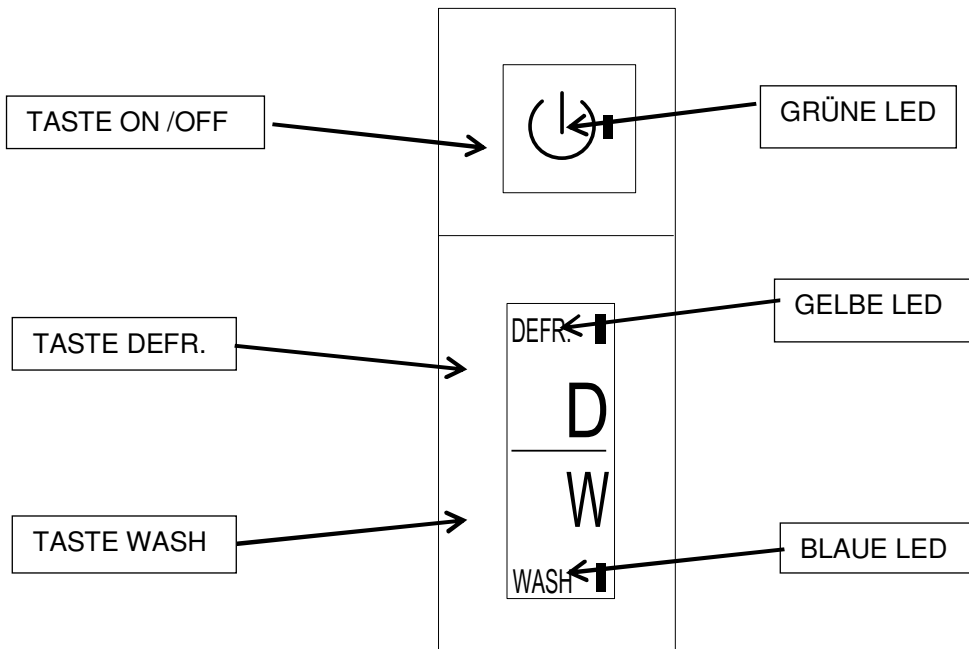 TASTE ON /OFF
GRÜNE LED
GELBE LED
DEFR.
TASTE DEFR.
D
W
TASTE WASH
BLAUE LED
WASH